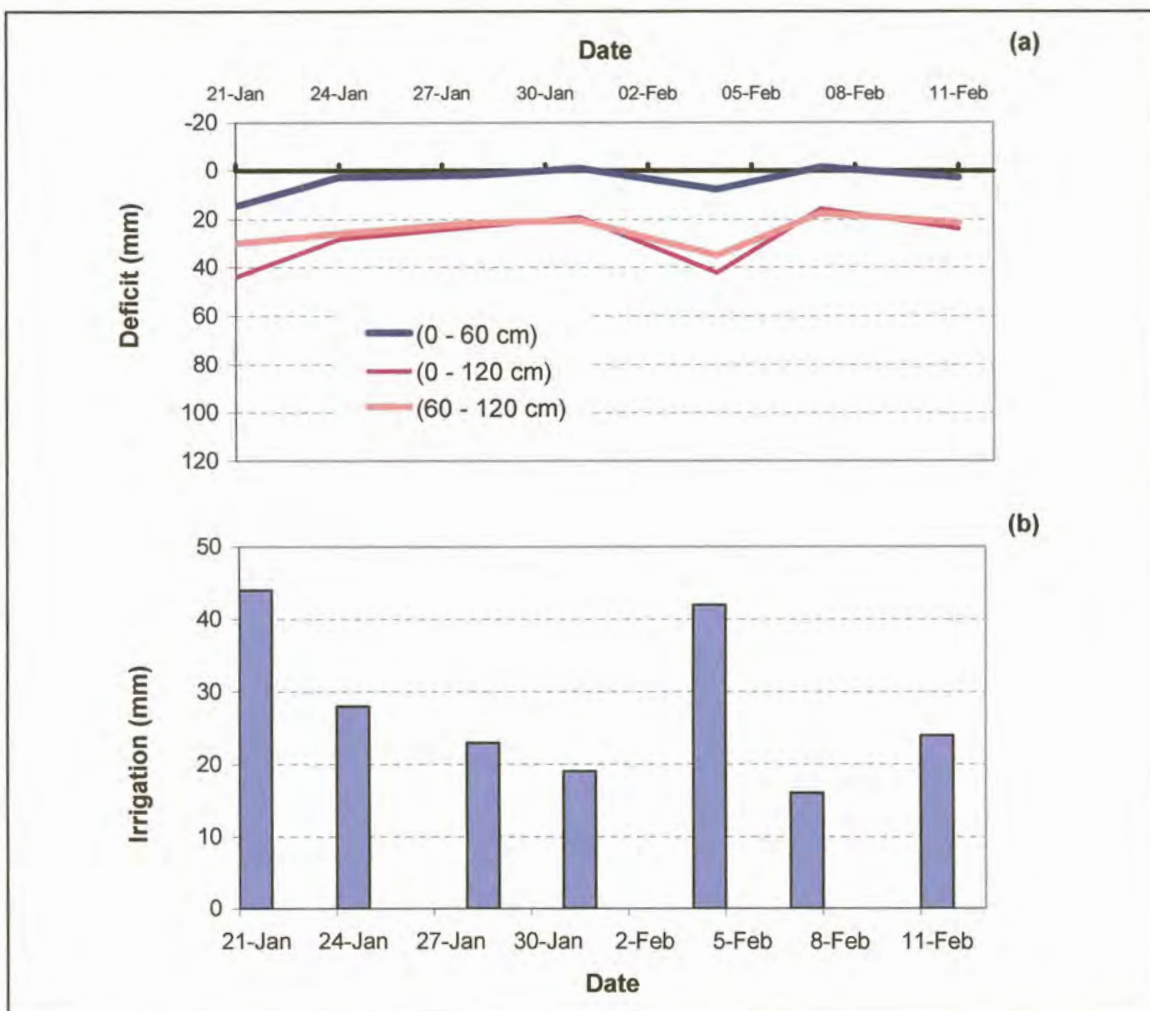 Date
(a)
21-Jan 24-Jan 27-Jan 30-Jan 02-Feb 05-Feb 08-Feb 11-Feb
-20
0
20
40
60
80
100
120
Deficit (mm)
(0 - 60 cm)
(0 - 120 cm)
(60 - 120 cm)
(b)
50
40
30
20
10
0
Irrigation (mm)
21-Jan 24-Jan 27-Jan 30-Jan 2-Feb 5-Feb 8-Feb 11-Feb
Date